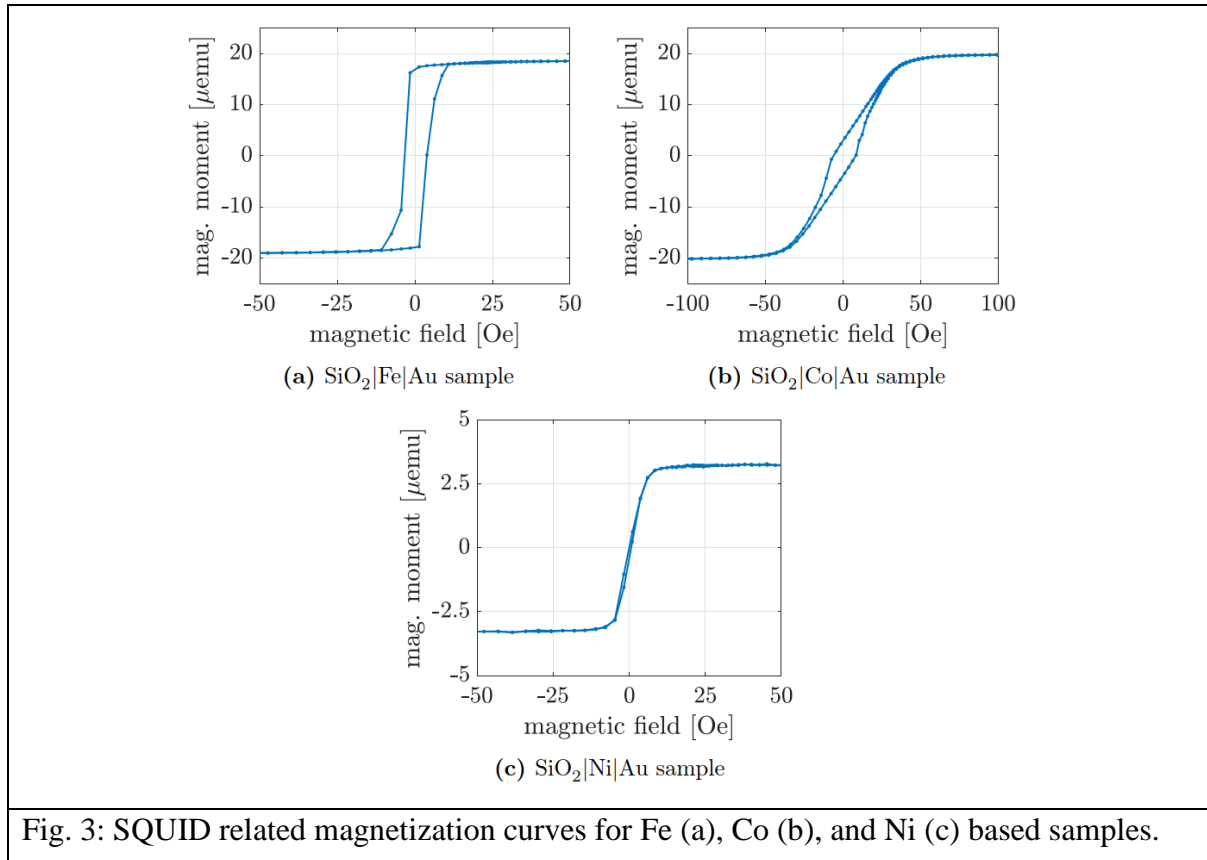 20
10
0
-10
-20
mag. moment [μemu]
-50 -25 0 25 50
magnetic field [Oe]
(a) SiO₂|Fe|Au sample
20
10
0
-10
-20
mag. moment [μemu]
-100 -50 0 50 100
magnetic field [Oe]
(b) SiO₂|Co|Au sample
5
2.5
0
-2.5
-5
mag. moment [μemu]
-50 -25 0 25 50
magnetic field [Oe]
(c) SiO₂|Ni|Au sample
Fig. 3: SQUID related magnetization curves for Fe (a), Co (b), and Ni (c) based samples.